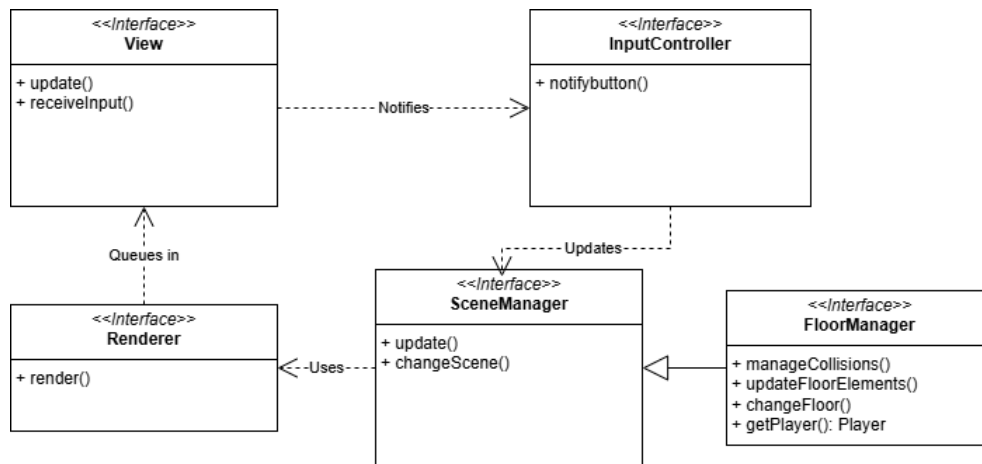 <<Interface>>
View
+ update()
+ receiveInput()
<<Interface>>
InputController
+ notifybutton()
Notifies
Queues in
Updates
<<Interface>>
Renderer
+ render()
Uses
<<Interface>>
SceneManager
+ update()
+ changeScene()
<<Interface>>
FloorManager
+ manageCollisions()
+ updateFloorElements()
+ changeFloor()
+ getPlayer(): Player